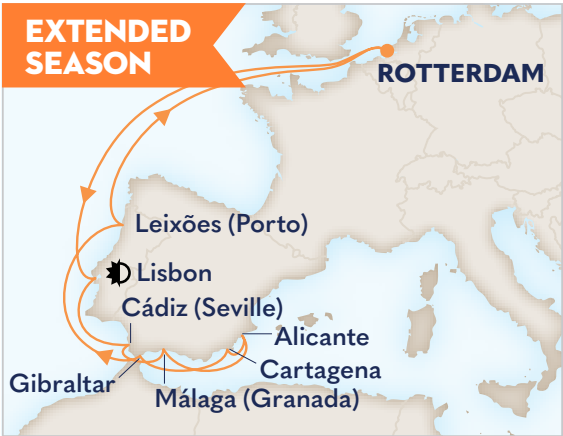 EXTENDED
SEASON
ROTTERDAM
Leixões (Porto)
Lisbon
Cádiz (Seville)
Alicante
Cartagena
Gibraltar
Málaga (Granada)